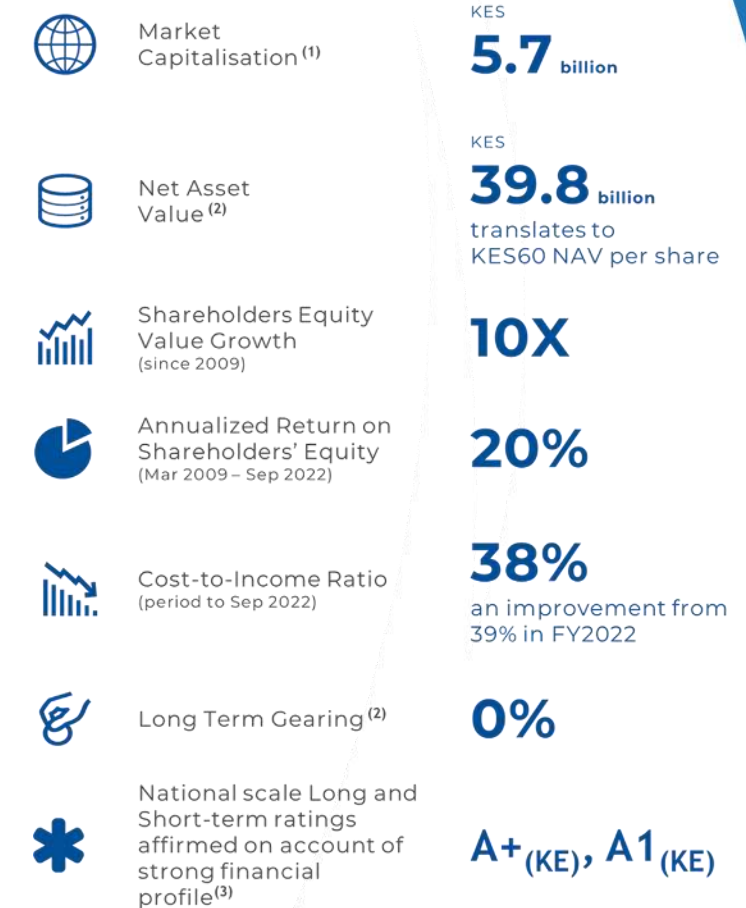 Market
Capitalisation (1)
KES
5.7 billion
Net Asset
Value (2)
KES
39.8 billion
translates to
KES60 NAV per share
Shareholders Equity
Value Growth
(since 2009)
10X
Annualized Return on
Shareholders' Equity
(Mar 2009 – Sep 2022)
20%
Cost-to-Income Ratio
(period to Sep 2022)
38%
an improvement from
39% in FY2022
Long Term Gearing (2)
0%
National scale Long and
Short-term ratings
affirmed on account of
strong financial
profile(3)
A+(KE), A1(KE)